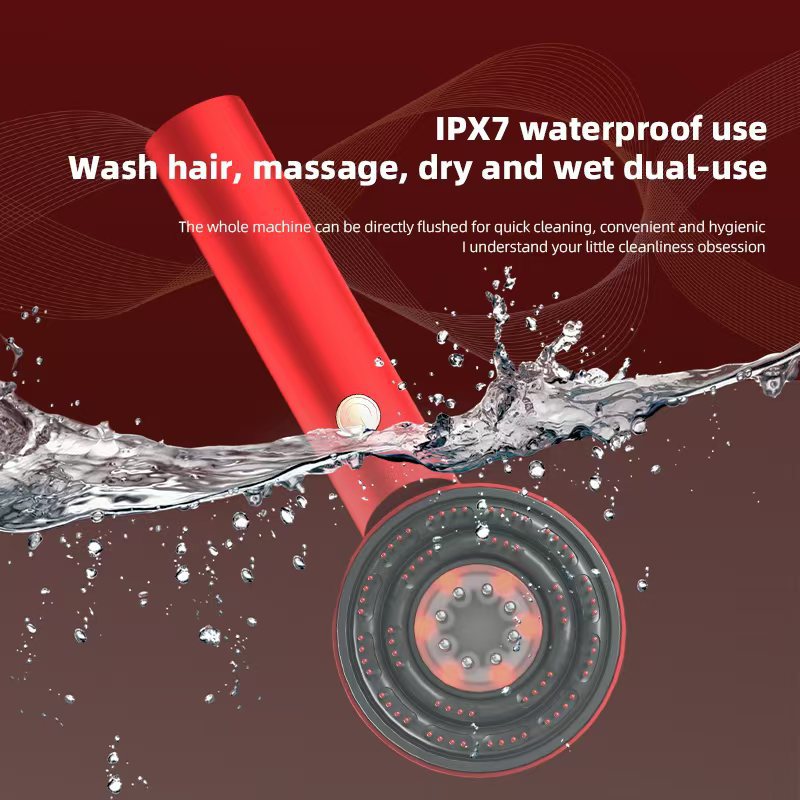 IPX7 waterproof use
Wash hair, massage, dry and wet dual-use
The whole machine can be directly flushed for quick cleaning, convenient and hygienic
I understand your little cleanliness obsession